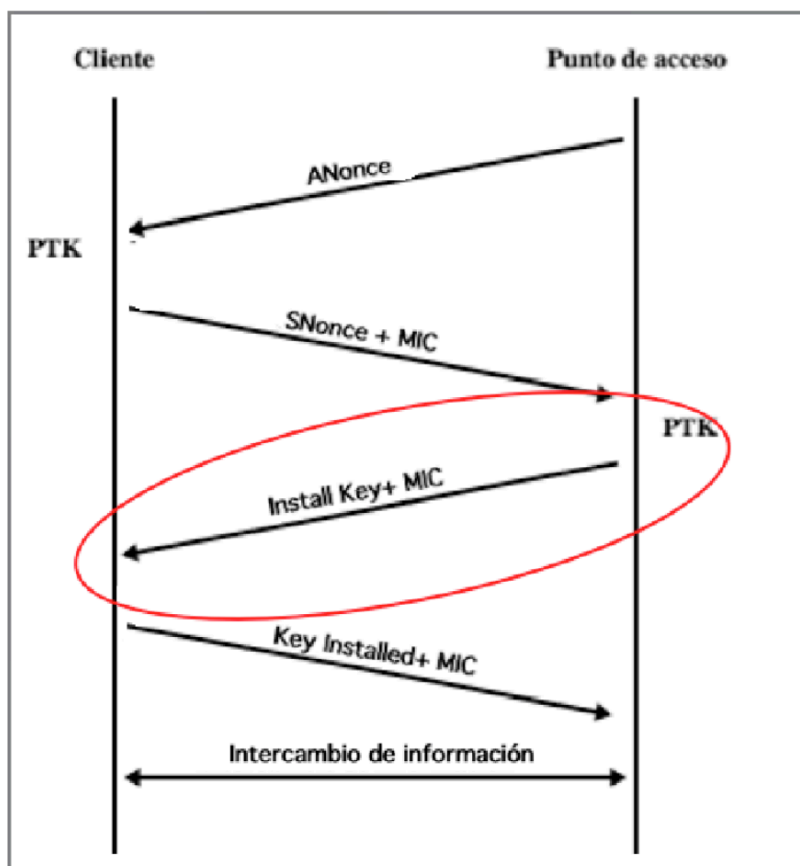 Cliente
Punto de acceso
ANonce
PTK
SNonce + MIC
PTK
Install Key+ MIC
Key Installed+ MIC
Intercambio de información